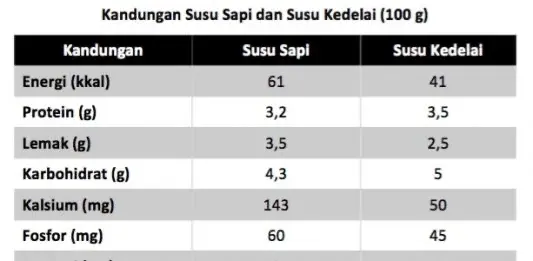 Kandungan Susu Sapi dan Susu Kedelai (100 g)
Kandungan Susu Sapi Susu Kedelai
Energi (kkal) 61 41
Protein (g) 3,2 3,5
Lemak (g) 3,5 2,5
Karbohidrat (g) 4,3 5
Kalsium (mg) 143 50
Fosfor (mg) 60 45